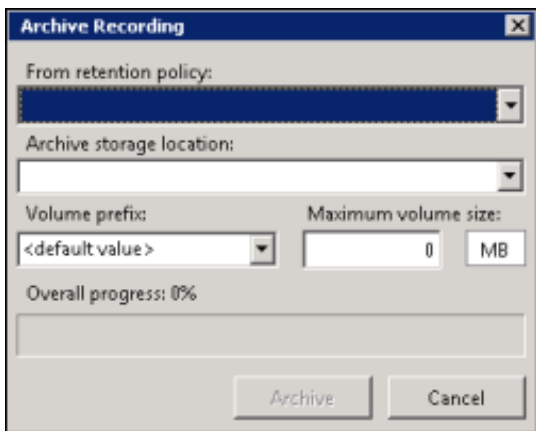 Archive Recording
From retention policy:
Archive storage location:
Volume prefix: Maximum volume size:
<default value> 0 MB
Overall progress: 0%
Archive Cancel